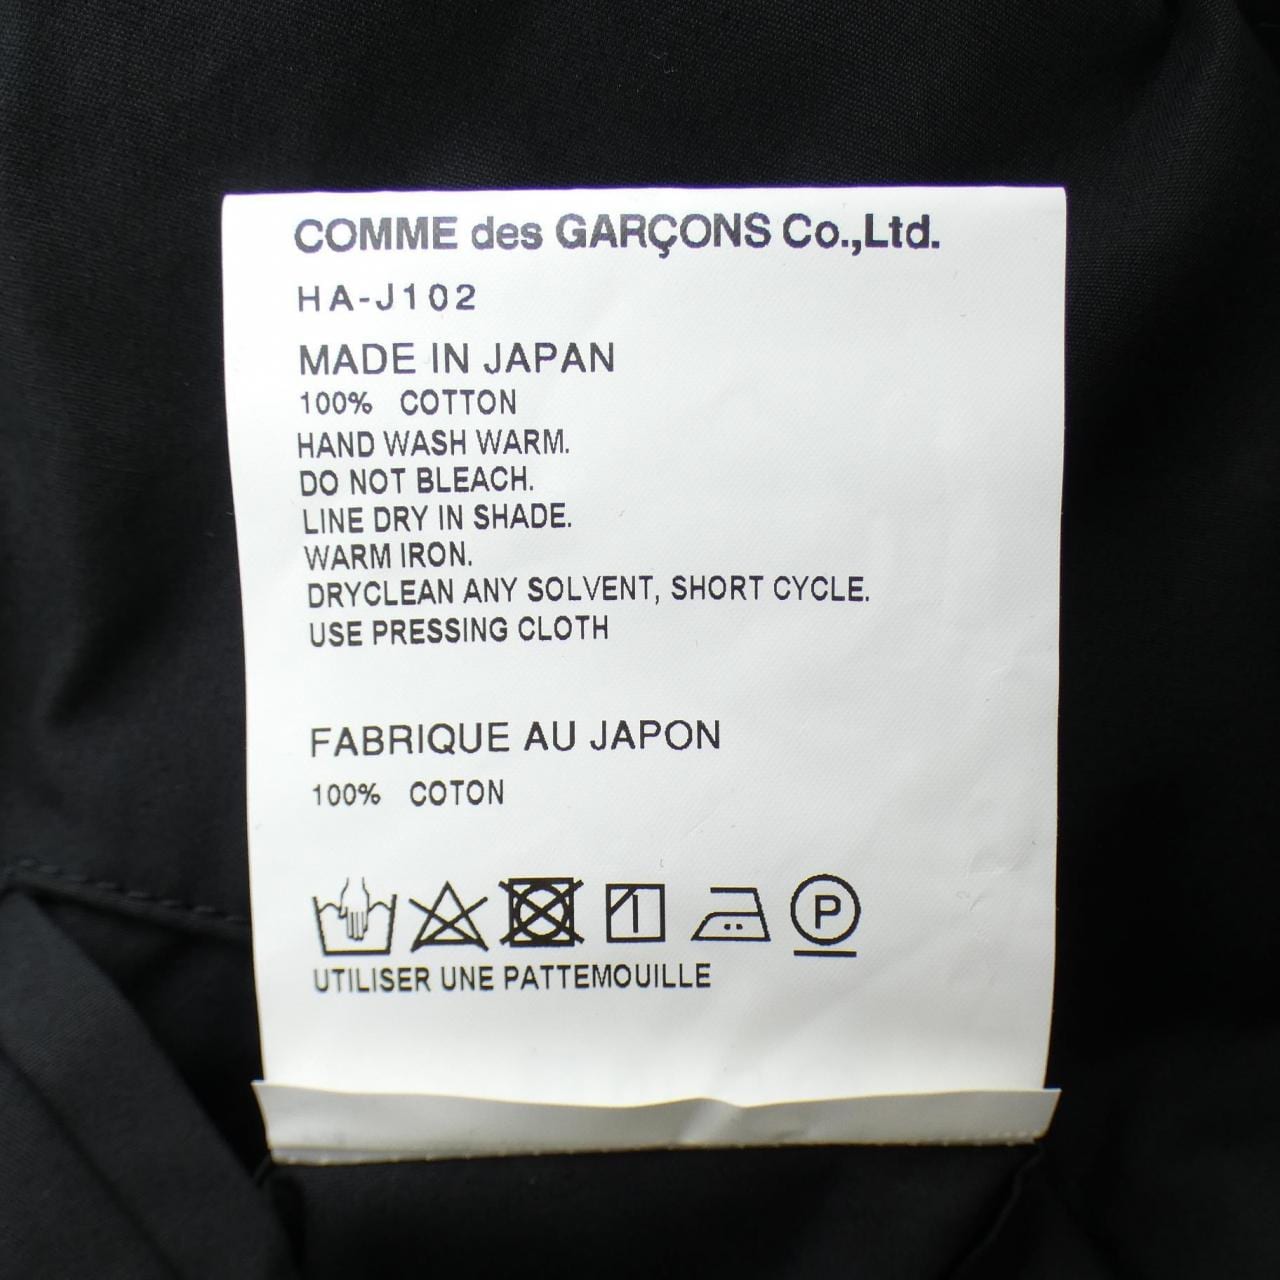 COMME des GARÇONS Co.,Ltd.
HA-J102
MADE IN JAPAN
100% COTTON
HAND WASH WARM.
DO NOT BLEACH.
LINE DRY IN SHADE.
WARM IRON.
DRYCLEAN ANY SOLVENT, SHORT CYCLE.
USE PRESSING CLOTH
FABRIQUE AU JAPON
100% COTON
P
UTILISER UNE PATTEMOUILLE